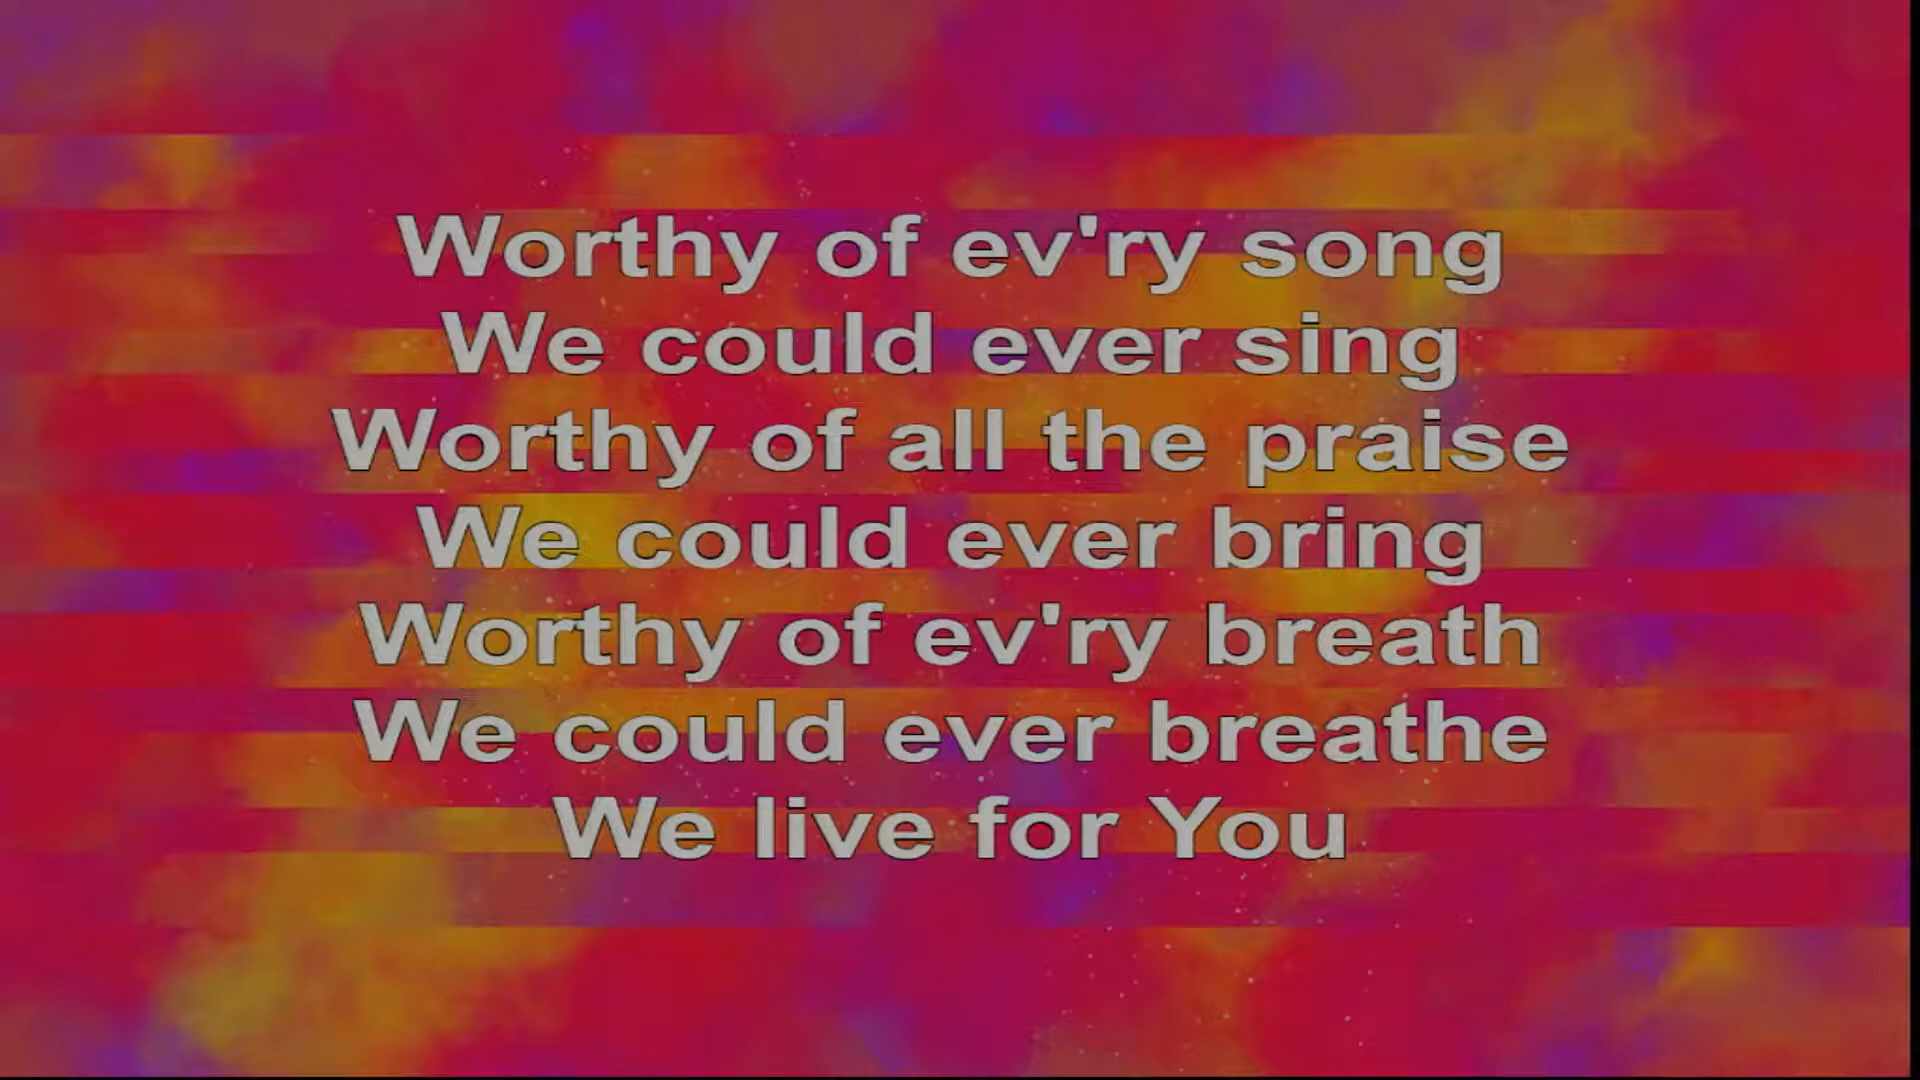 Worthy of ev'ry song
We could ever sing
Worthy of all the praise
We could ever bring
Worthy of ev'ry breath
We could ever breathe
We live for You